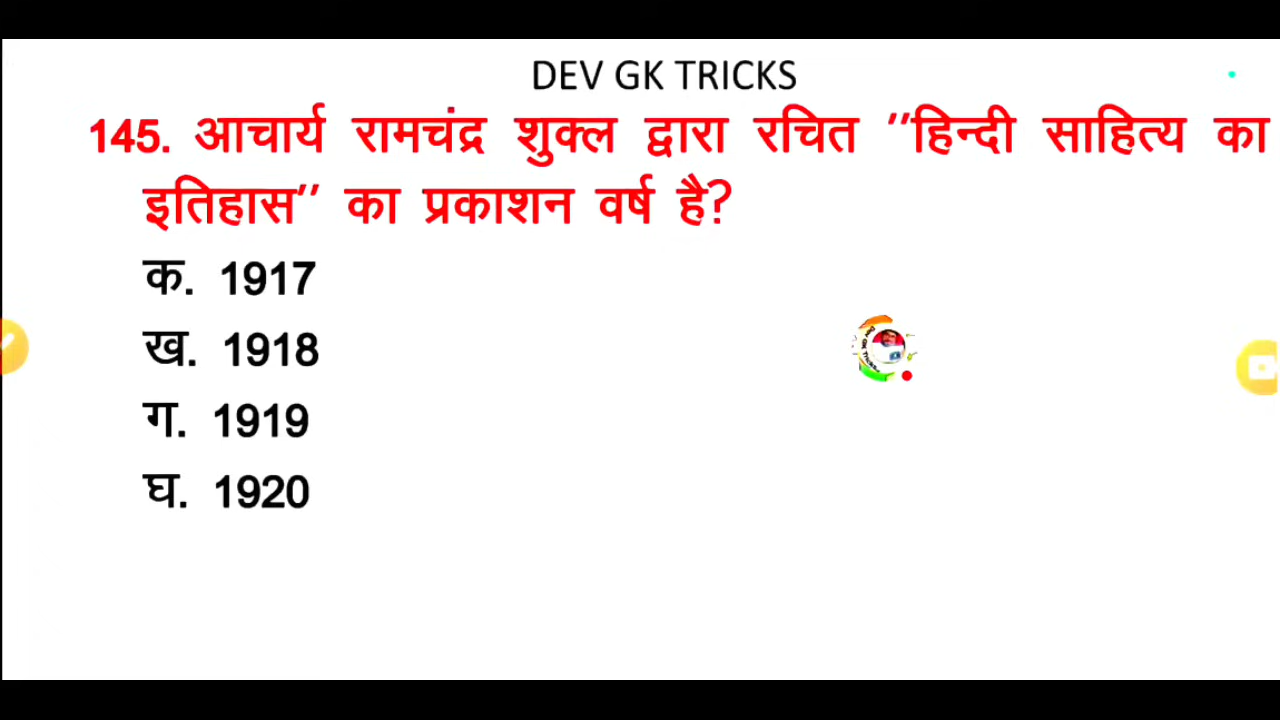 DEV GK TRICKS
145. आचार्य रामचंद्र शुक्ल द्वारा रचित ′′हिन्दी साहित्य का
इतिहास′′ का प्रकाशन वर्ष है?
क. 1917
ख. 1918
ग. 1919
घ. 1920